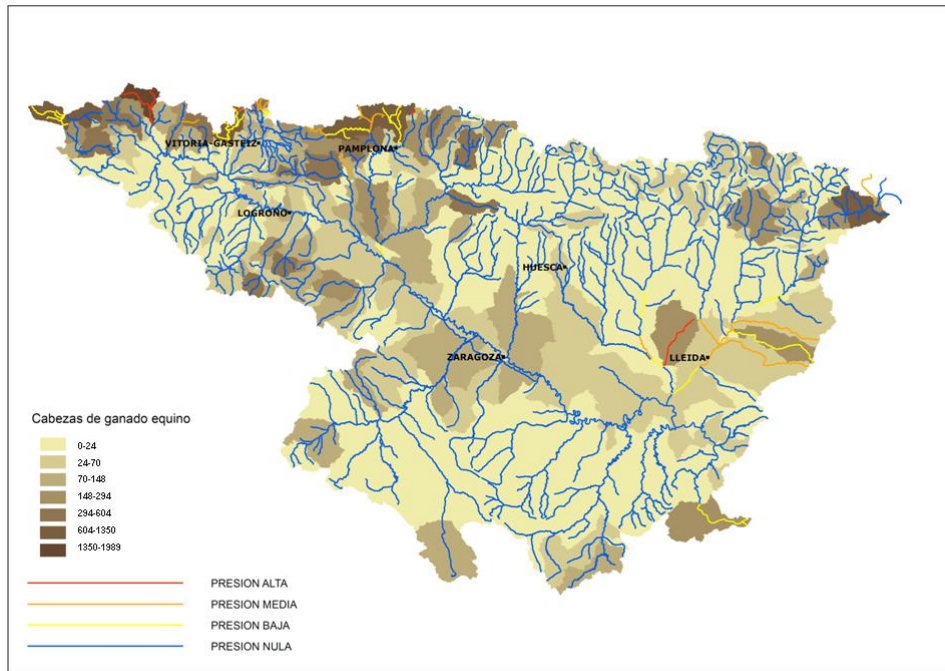 VITORIA-GASTEIZ
PAMPLONA
LOGROÑO
HUESCA
ZARAGOZA
LLEIDA
Cabezas de ganado equino
0-24
24-70
70-148
148-294
294-604
604-1350
1350-1989
PRESION ALTA
PRESION MEDIA
PRESION BAJA
PRESION NULA